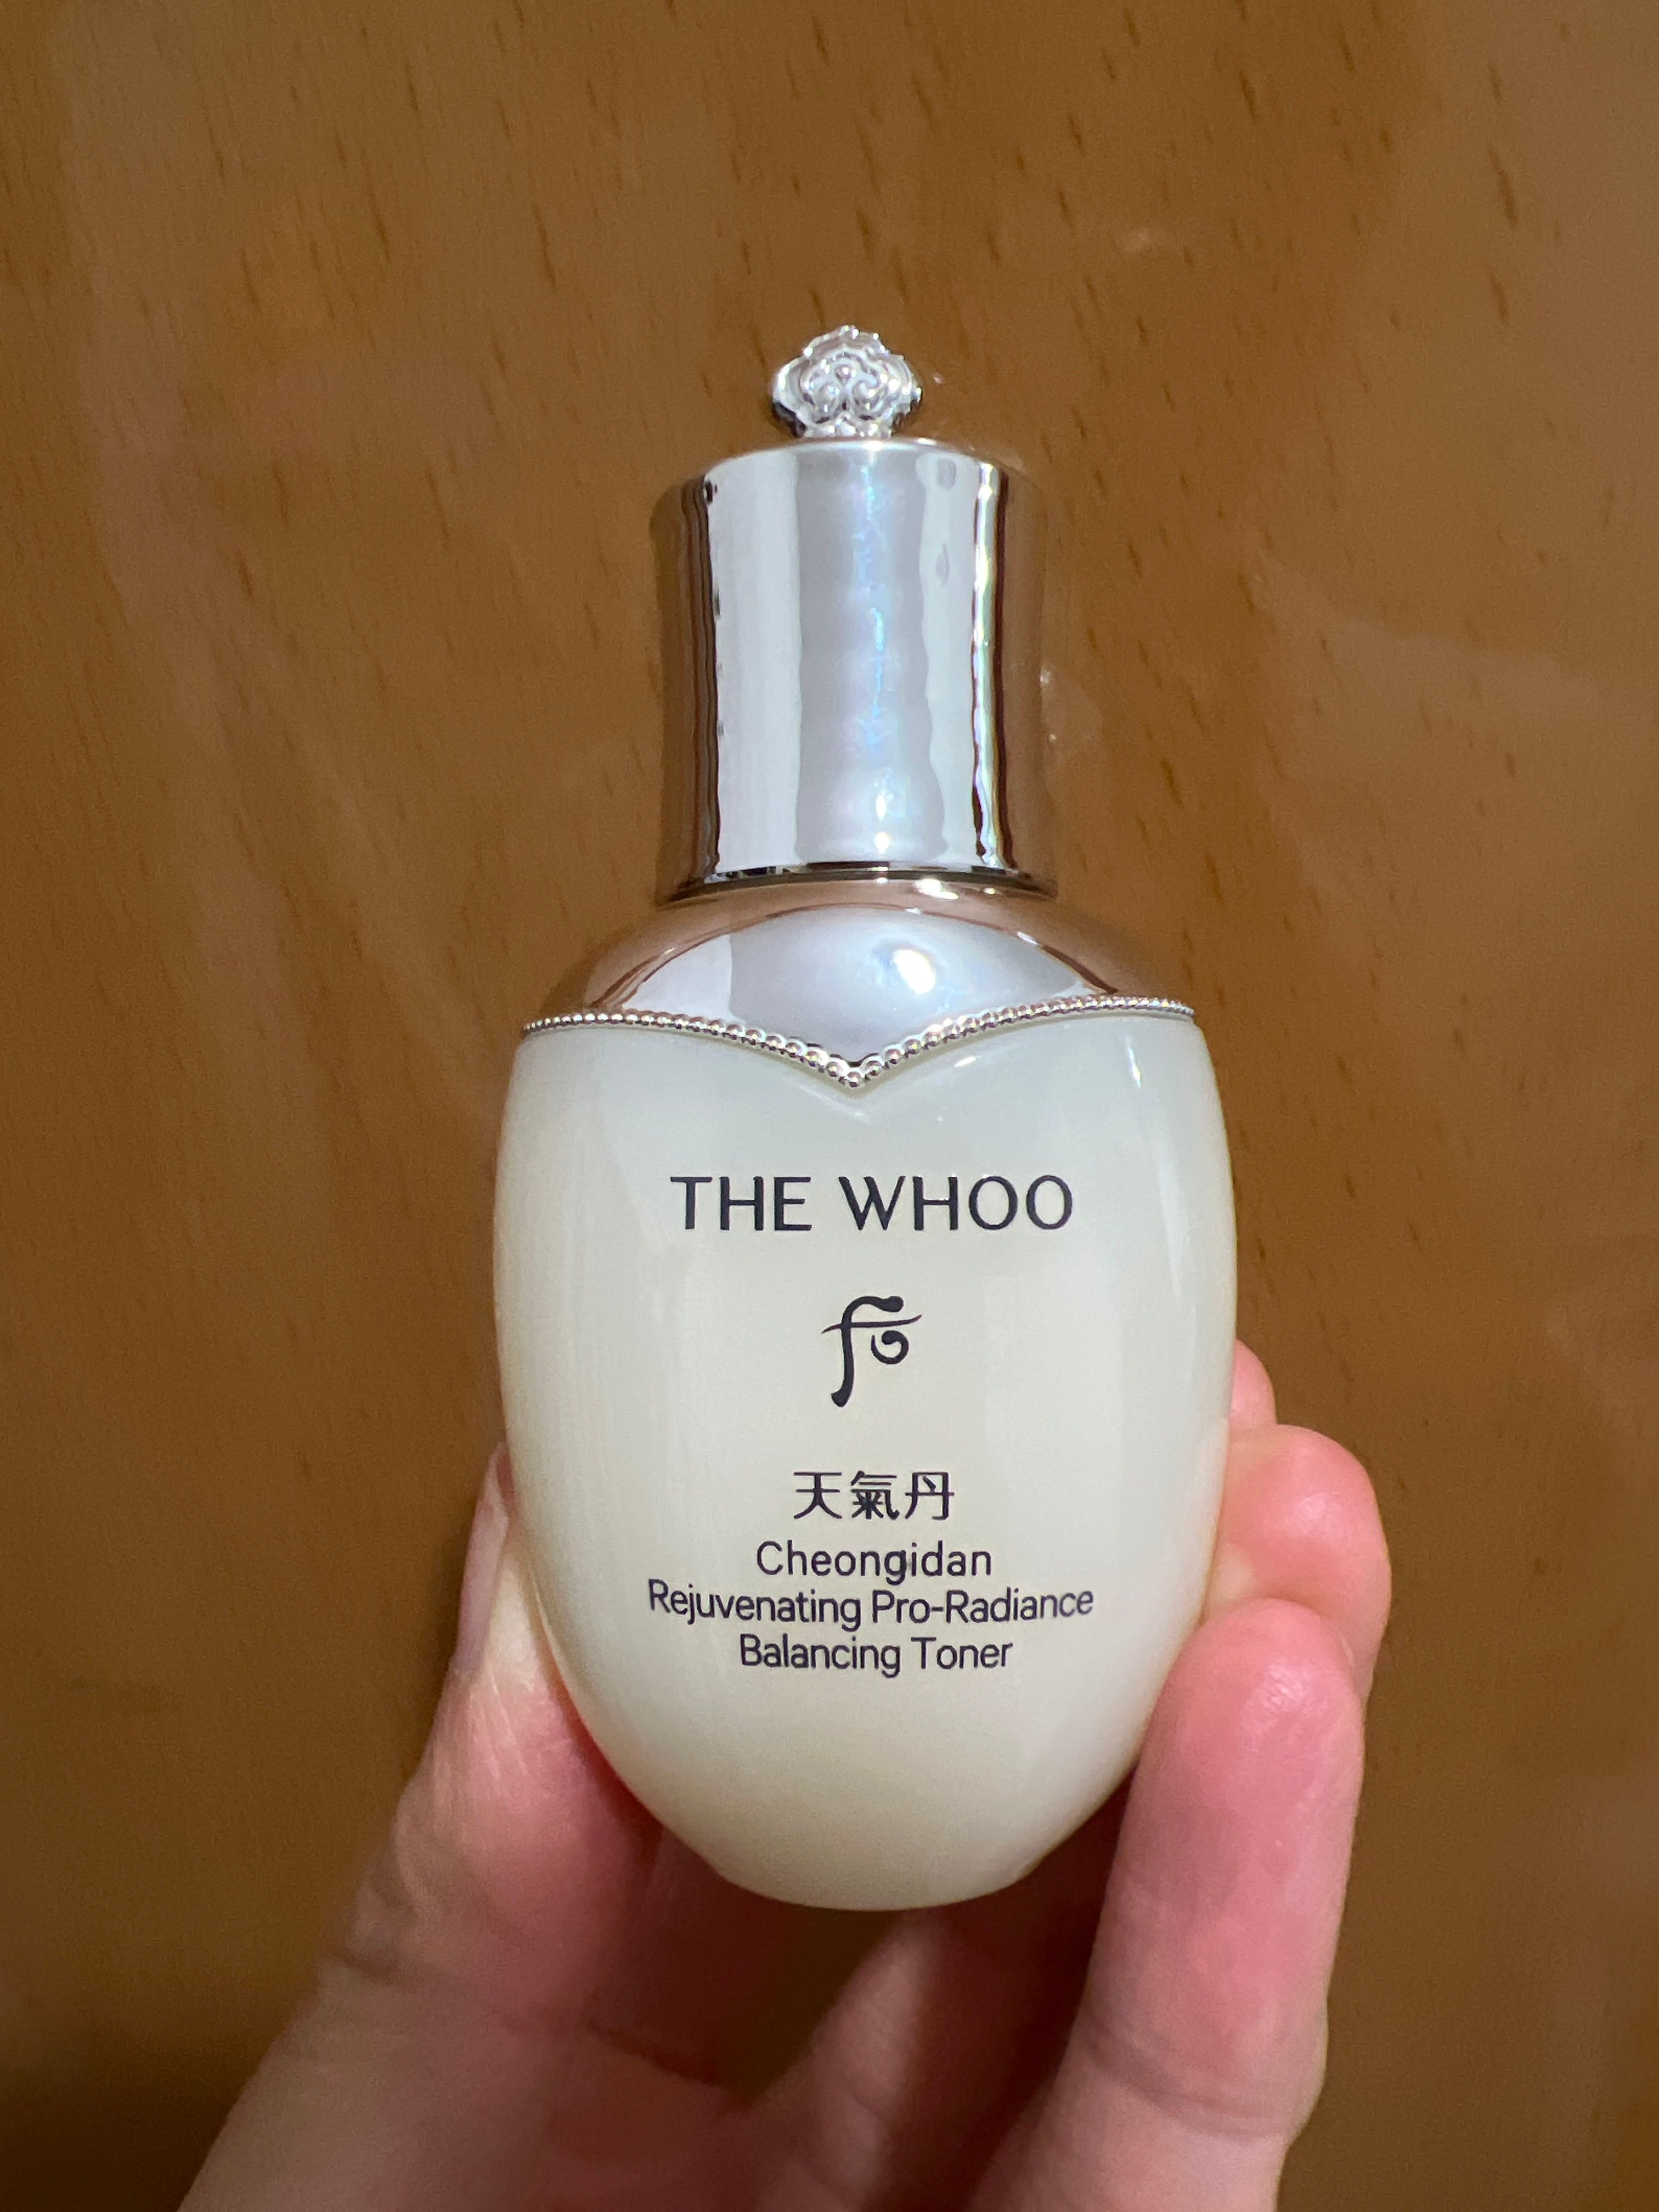 THE WHOO
天氣丹
Cheongidan
Rejuvenating Pro-Radiance
Balancing Toner